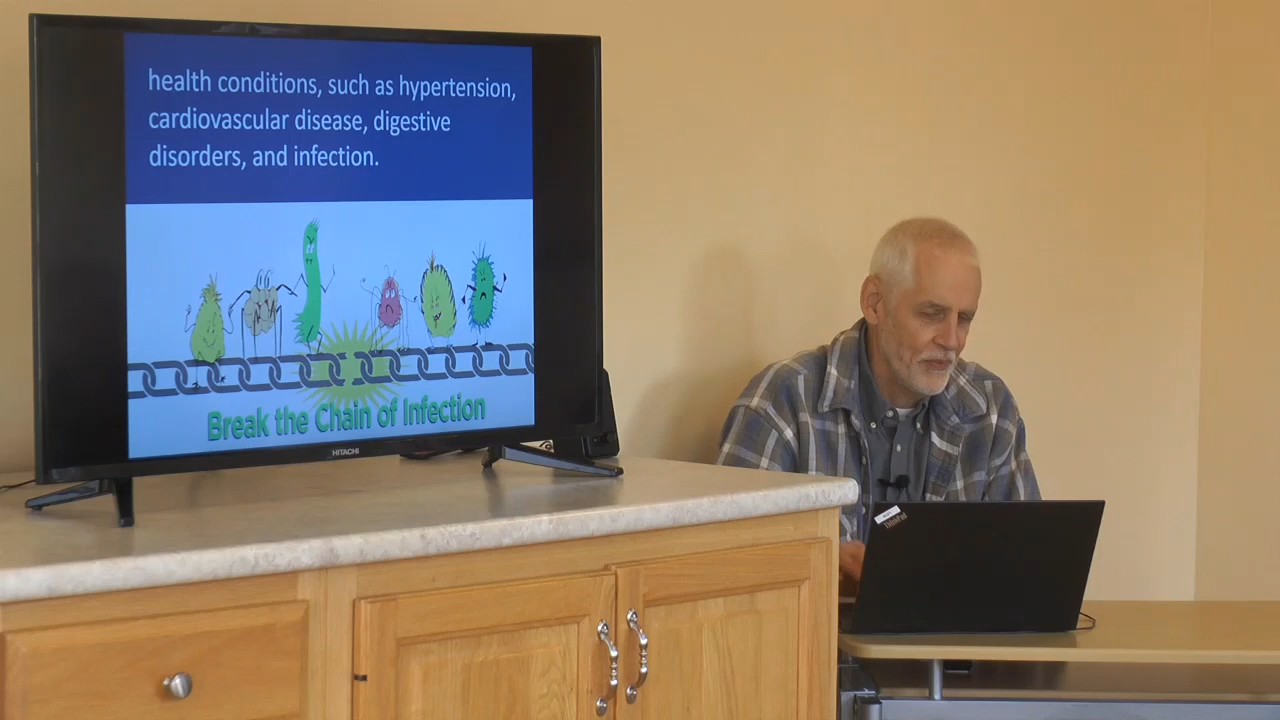 health conditions, such as hypertension,
cardiovascular disease, digestive
disorders, and infection.
Break the Chain of Infection
HITACHI
ThinkPad